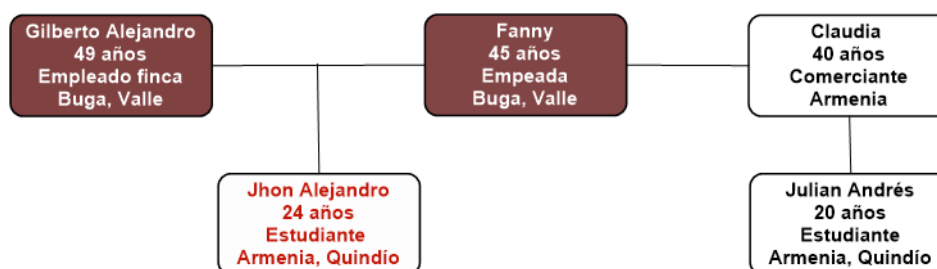 Gilberto Alejandro
49 años
Empleado finca
Buga, Valle
Fanny
45 años
Empeada
Buga, Valle
Claudia
40 años
Comerciante
Armenia
Jhon Alejandro
24 años
Estudiante
Armenia, Quindío
Julian Andrés
20 años
Estudiante
Armenia, Quindío